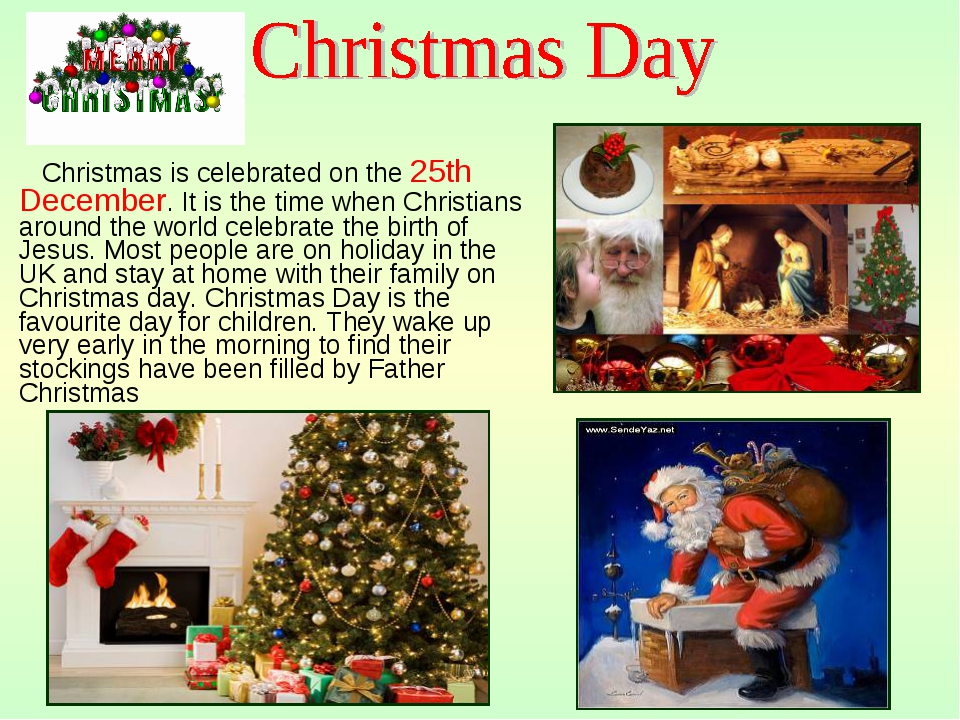 MERRY
CHRISTMAS!
Christmas Day
Christmas is celebrated on the 25th
December. It is the time when Christians
around the world celebrate the birth of
Jesus. Most people are on holiday in the
UK and stay at home with their family on
Christmas day. Christmas Day is the
favourite day for children. They wake up
very early in the morning to find their
stockings have been filled by Father
Christmas
www.SendeYaz.net